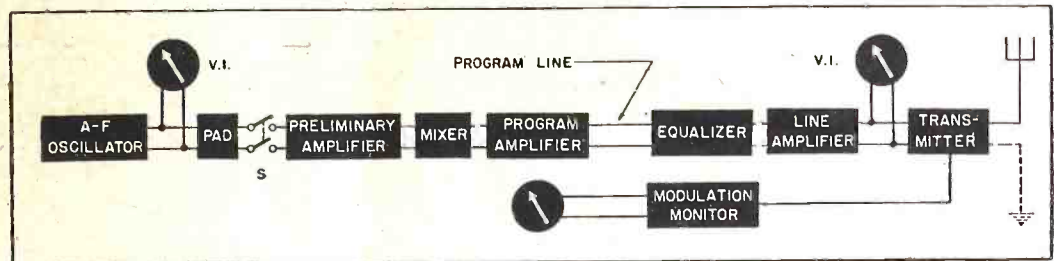 V.I.
PROGRAM LINE
V.I.
A-F
OSCILLATOR
PAD
S
PRELIMINARY
AMPLIFIER
MIXER
PROGRAM
AMPLIFIER
EQUALIZER
LINE
AMPLIFIER
TRANS-
MITTER
MODULATION
MONITOR